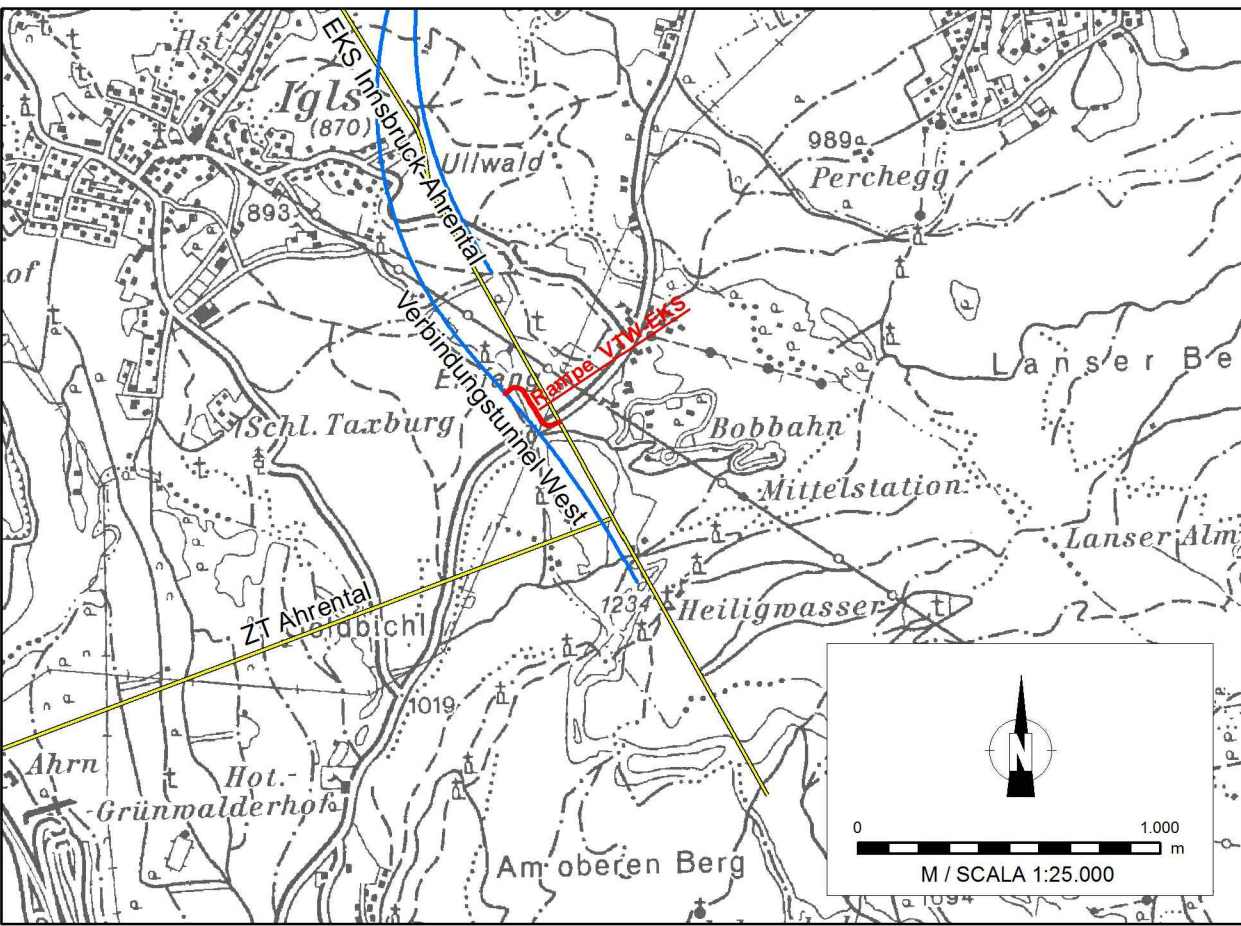 Hst.
Igls
(870)
EKS Innsbruck-Ahrental
Ullwald
989
Perchegg
893
of
Verbindungstunnel West
Rampe VTW-EKS
Lanser Be
Schl. Taxburg
Bobbahn
Mittelstation
Lanser Alm
ZT Ahrental
1234
Heiligwasser
1019
Ahrn
Hot.-
Grünwalderhof
Am oberen Berg
N
0
1.000
m
M / SCALA 1:25.000